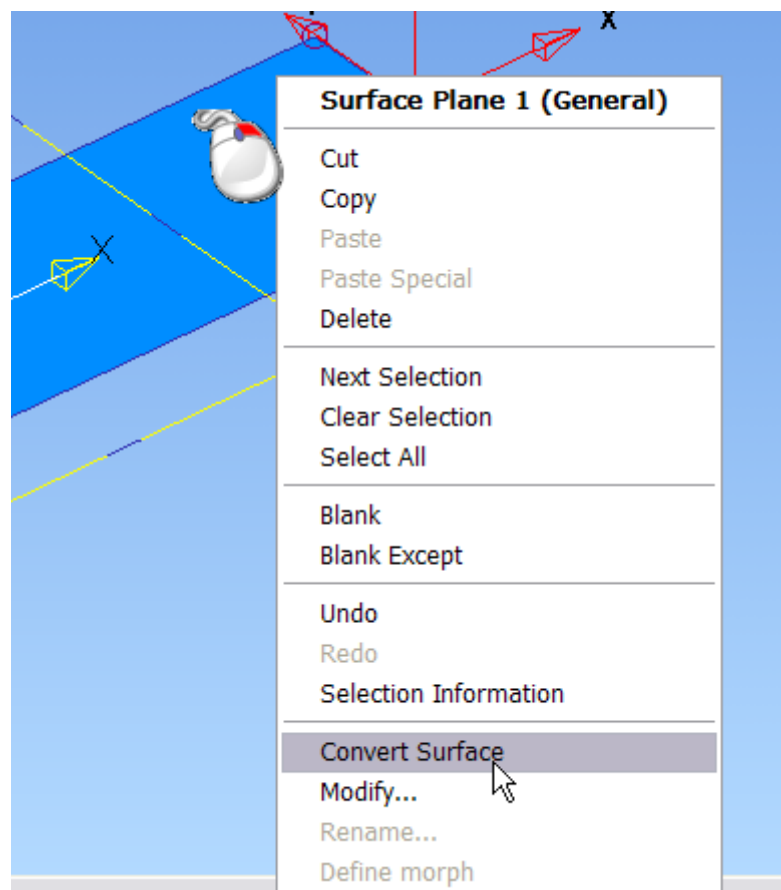 X
Surface Plane 1 (General)
Cut
Copy
Paste
X
Paste Special
Delete
Next Selection
Clear Selection
Select All
Blank
Blank Except
Undo
Redo
Selection Information
Convert Surface
Modify...
Rename...
Define morph